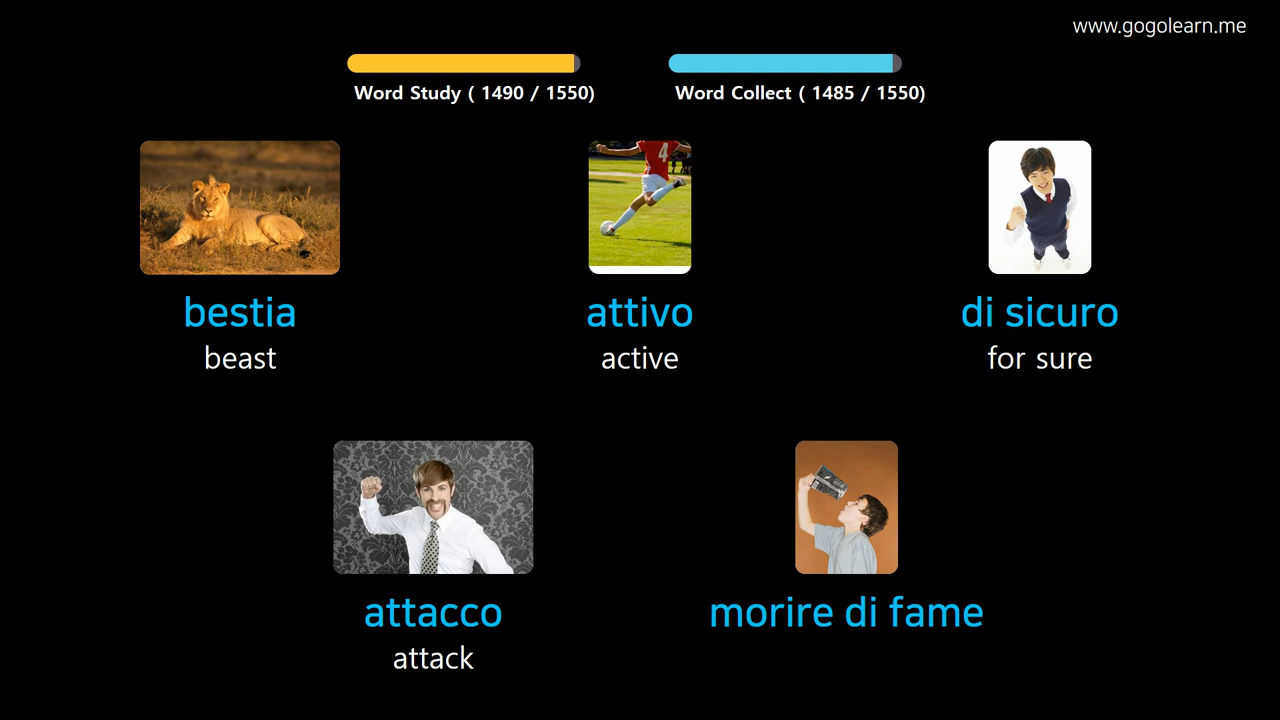 www.gogolearn.me
Word Study ( 1490 / 1550)
Word Collect ( 1485 / 1550)
4
bestia
beast
attivo
active
di sicuro
for sure
attacco
attack
morire di fame